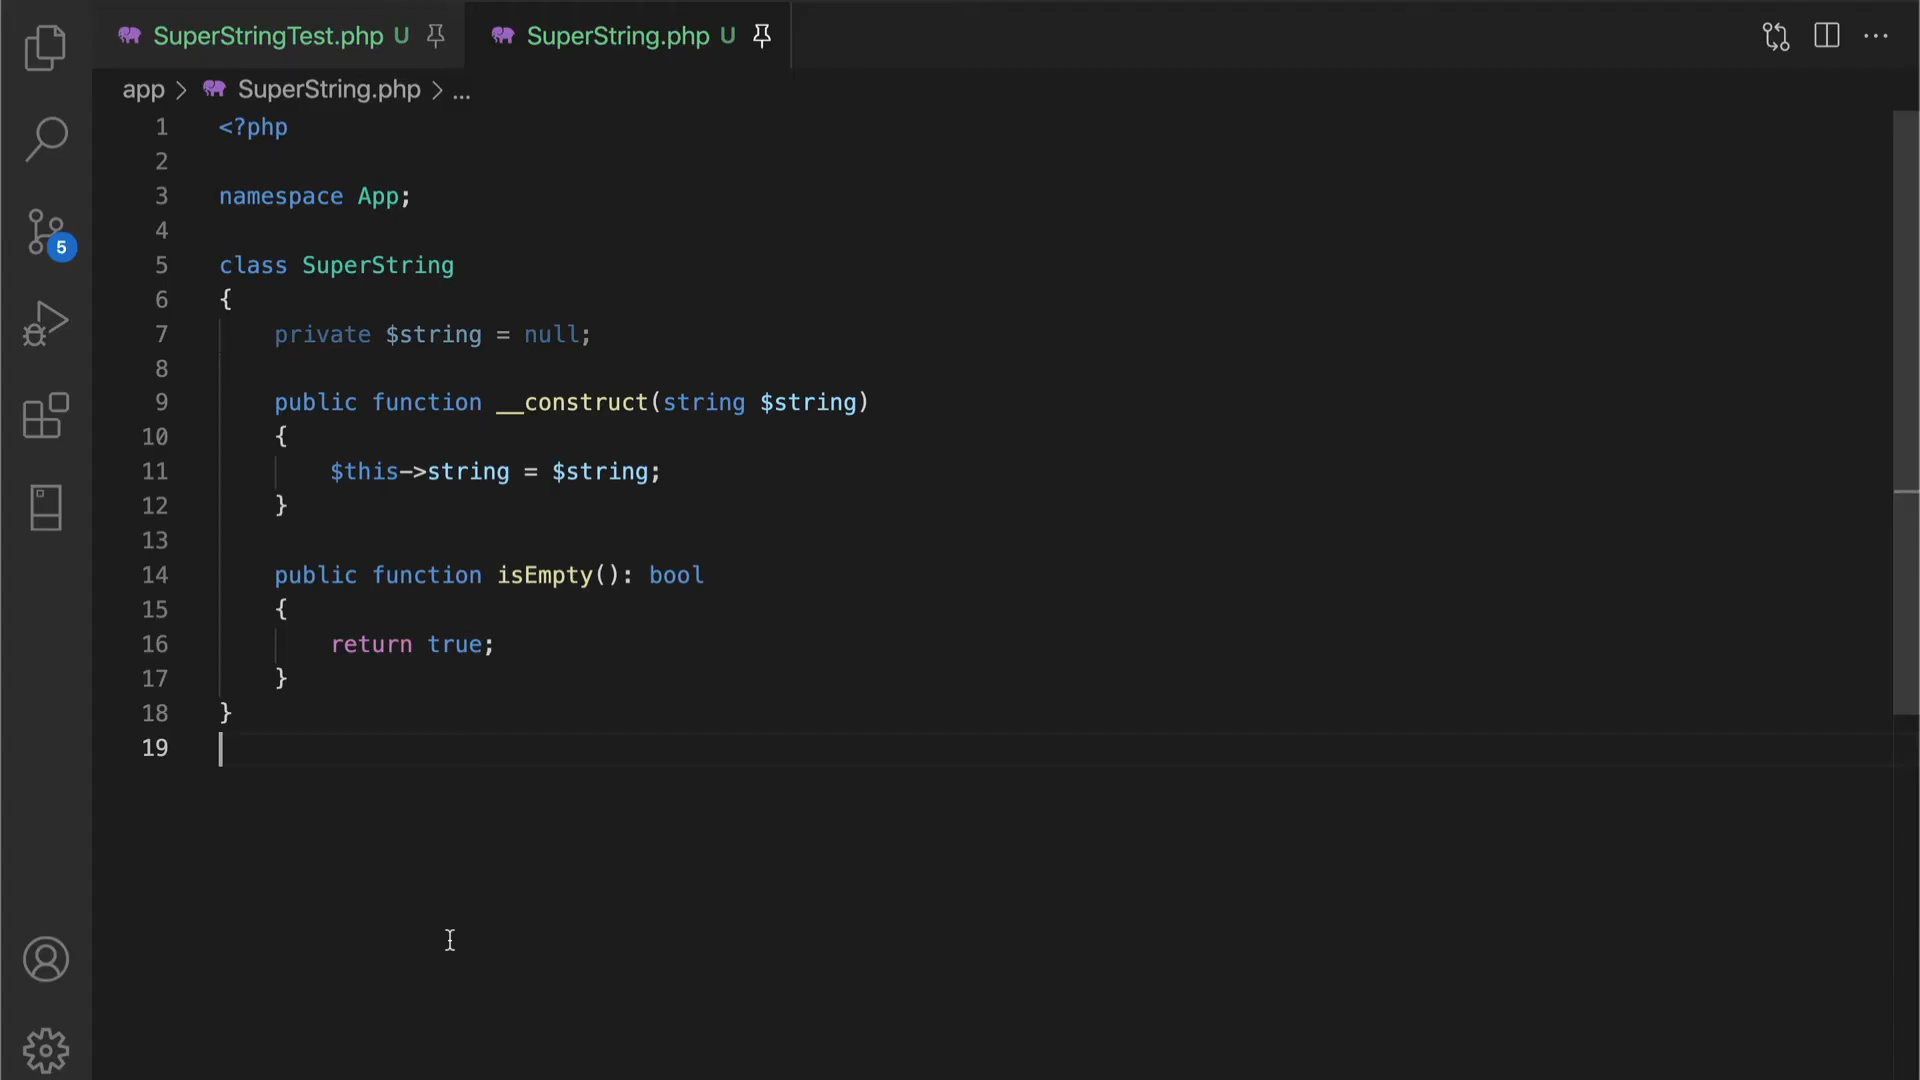 SuperStringTest.php U SuperString.php U
app > SuperString.php > ...
1 <?php
2
3 namespace App;
4
5 class SuperString
6 {
7     private $string = null;
8
9     public function __construct(string $string)
10     {
11         $this->string = $string;
12     }
13
14     public function isEmpty(): bool
15     {
16         return true;
17     }
18 }
19
5